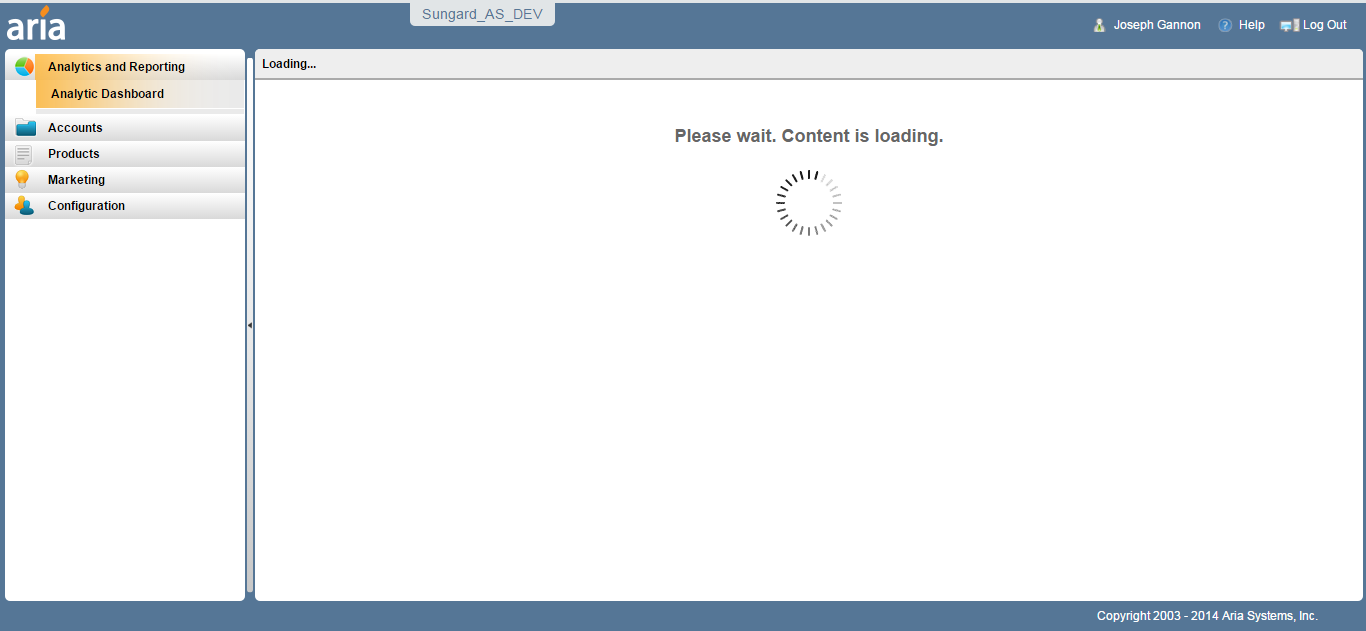 aria
Sungard_AS_DEV
Joseph Gannon
? Help
Log Out
Analytics and Reporting
Analytic Dashboard
Accounts
Products
Marketing
Configuration
Loading...
Please wait. Content is loading.
Copyright 2003 - 2014 Aria Systems, Inc.